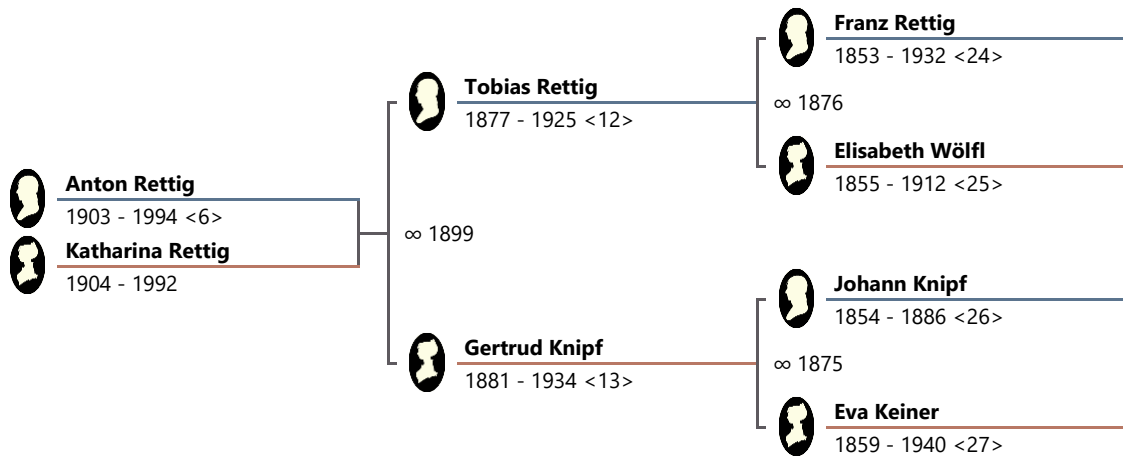 Franz Rettig
1853 - 1932 <24>
∞ 1876
Tobias Rettig
1877 - 1925 <12>
Elisabeth Wölfl
1855 - 1912 <25>
Anton Rettig
1903 - 1994 <6>
Katharina Rettig
1904 - 1992
∞ 1899
Johann Knipf
1854 - 1886 <26>
∞ 1875
Gertrud Knipf
1881 - 1934 <13>
Eva Keiner
1859 - 1940 <27>